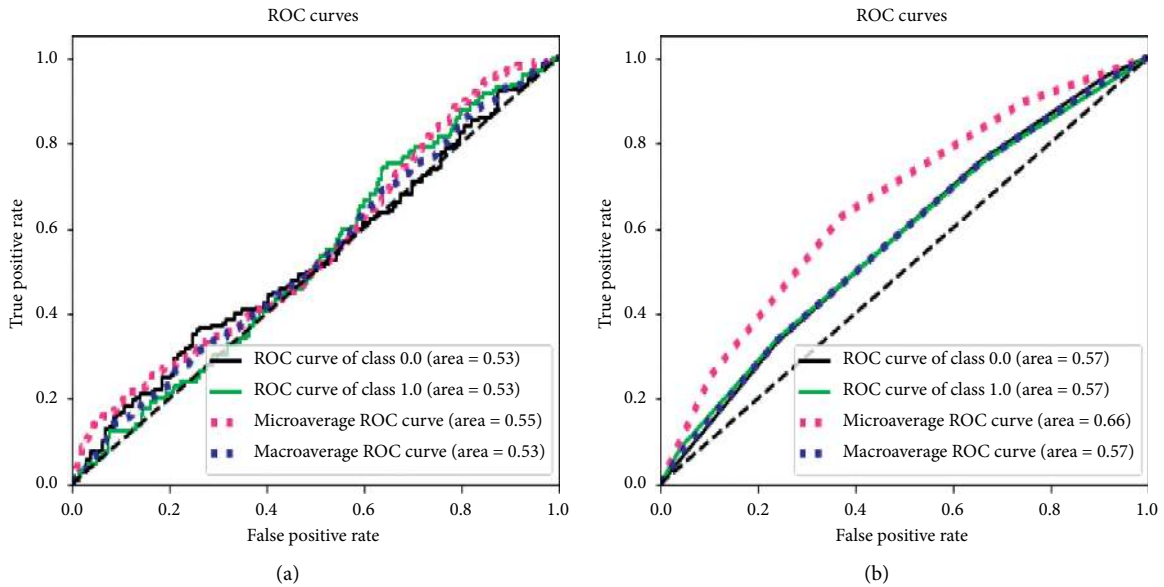 ROC curves
1.0
0.8
0.6
0.4
0.2
0.0
True positive rate
ROC curve of class 0.0 (area = 0.53)
ROC curve of class 1.0 (area = 0.53)
Microaverage ROC curve (area = 0.55)
Macroaverage ROC curve (area = 0.53)
0.0 0.2 0.4 0.6 0.8 1.0
False positive rate
(a)
ROC curves
1.0
0.8
0.6
0.4
0.2
0.0
True positive rate
ROC curve of class 0.0 (area = 0.57)
ROC curve of class 1.0 (area = 0.57)
Microaverage ROC curve (area = 0.66)
Macroaverage ROC curve (area = 0.57)
0.0 0.2 0.4 0.6 0.8 1.0
False positive rate
(b)